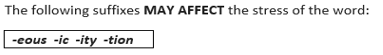 The following suffixes MAY AFFECT the stress of the word:
-eous -ic -ity -tion